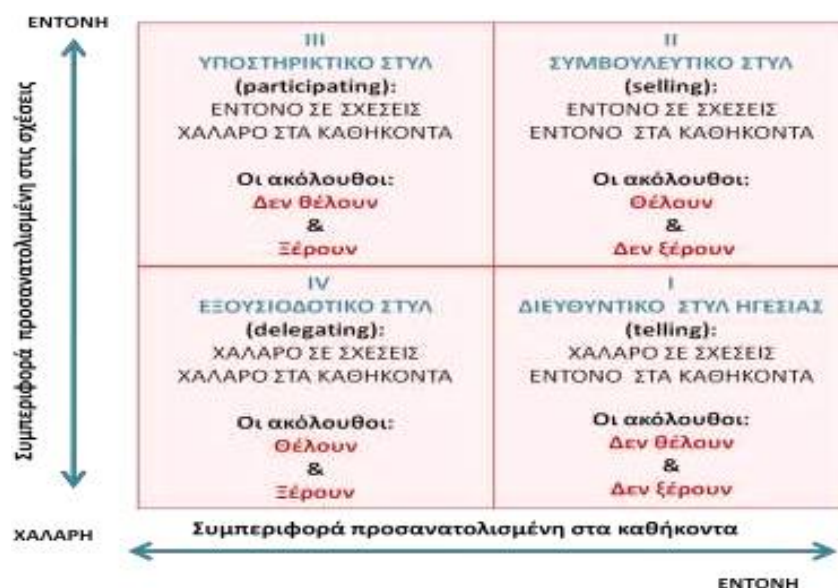 ΕΝΤΟΝΗ
Συμπεριφορά προσανατολισμένη στις σχέσεις
III
ΥΠΟΣΤΗΡΙΚΤΙΚΟ ΣΤΥΛ
(participating):
ΕΝΤΟΝΟ ΣΕ ΣΧΕΣΕΙΣ
ΧΑΛΑΡΟ ΣΤΑ ΚΑΘΗΚΟΝΤΑ
Οι ακόλουθοι:
Δεν θέλουν
&
Ξέρουν
II
ΣΥΜΒΟΥΛΕΥΤΙΚΟ ΣΤΥΛ
(selling):
ΕΝΤΟΝΟ ΣΕ ΣΧΕΣΕΙΣ
ΕΝΤΟΝΟ ΣΤΑ ΚΑΘΗΚΟΝΤΑ
Οι ακόλουθοι:
Θέλουν
&
Δεν ξέρουν
IV
ΕΞΟΥΣΙΟΔΟΤΙΚΟ ΣΤΥΛ
(delegating):
ΧΑΛΑΡΟ ΣΕ ΣΧΕΣΕΙΣ
ΧΑΛΑΡΟ ΣΤΑ ΚΑΘΗΚΟΝΤΑ
Οι ακόλουθοι:
Θέλουν
&
Ξέρουν
I
ΔΙΕΥΘΥΝΤΙΚΟ ΣΤΥΛ ΗΓΕΣΙΑΣ
(telling):
ΧΑΛΑΡΟ ΣΕ ΣΧΕΣΕΙΣ
ΕΝΤΟΝΟ ΣΤΑ ΚΑΘΗΚΟΝΤΑ
Οι ακόλουθοι:
Δεν θέλουν
&
Δεν ξέρουν
ΧΑΛΑΡΗ
Συμπεριφορά προσανατολισμένη στα καθήκοντα
ΕΝΤΟΝΗ